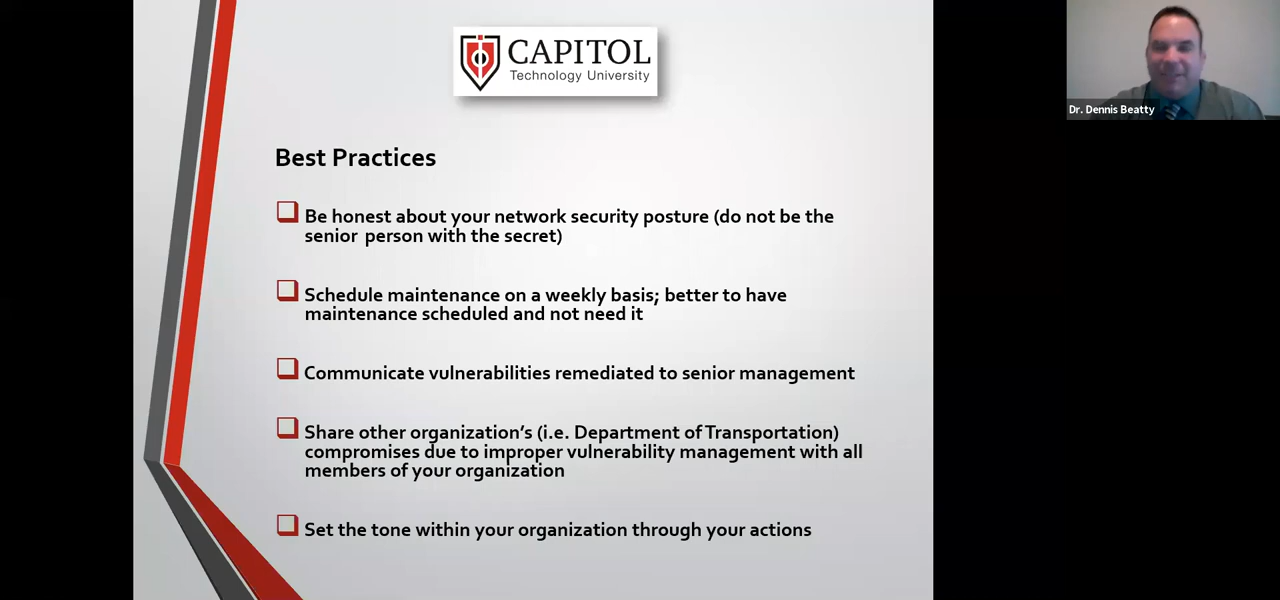 CAPITOL
Technology University
Dr. Dennis Beatty
Best Practices
Be honest about your network security posture (do not be the
senior person with the secret)
Schedule maintenance on a weekly basis; better to have
maintenance scheduled and not need it
Communicate vulnerabilities remediated to senior management
Share other organization’s (i.e. Department of Transportation)
compromises due to improper vulnerability management with all
members of your organization
Set the tone within your organization through your actions